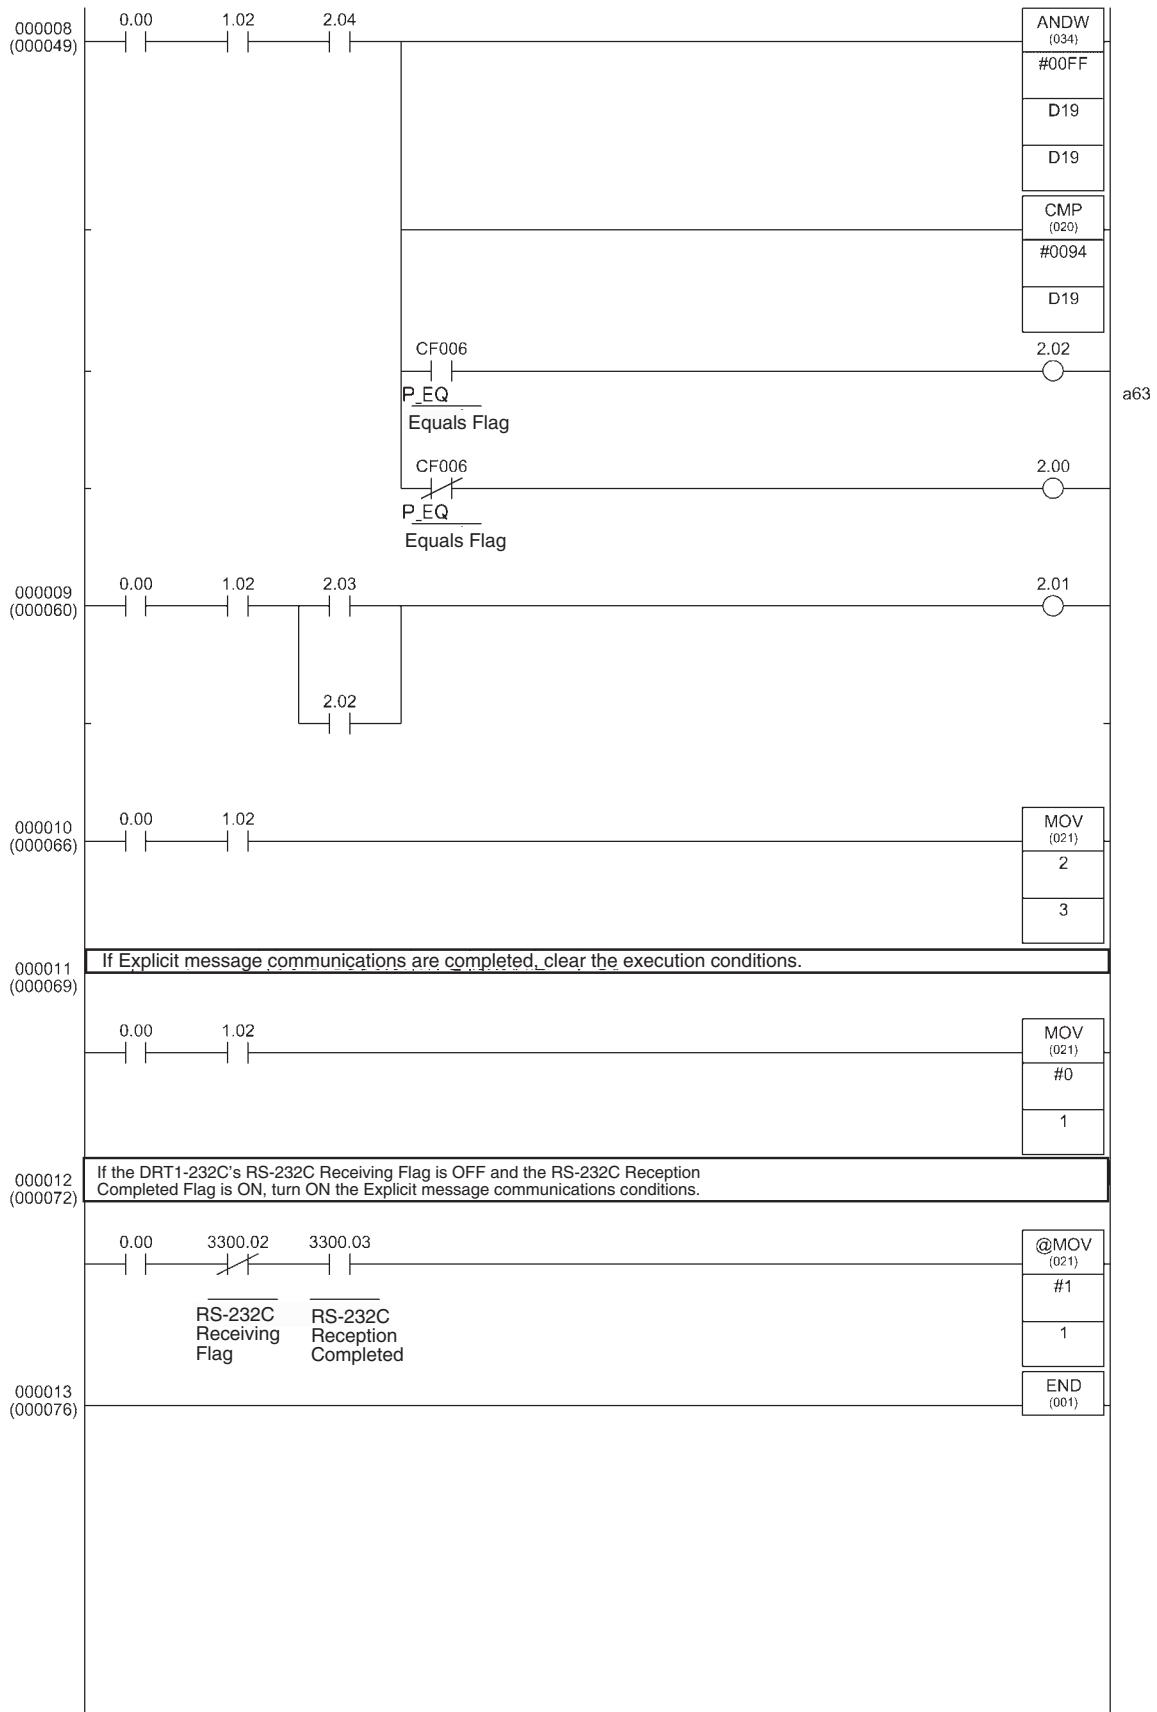 000008
(000049)
0.00 1.02 2.04
ANDW
(034)
#00FF
D19
D19
CMP
(020)
#0094
D19
CF006
P_EQ
Equals Flag
2.02
a63
CF006
P_EQ
Equals Flag
2.00
000009
(000060)
0.00 1.02 2.03
2.01
2.02
000010
(000066)
0.00 1.02
MOV
(021)
2
3
000011
(000069)
If Explicit message communications are completed, clear the execution conditions.
0.00 1.02
MOV
(021)
#0
1
000012
(000072)
If the DRT1-232C's RS-232C Receiving Flag is OFF and the RS-232C Reception
Completed Flag is ON, turn ON the Explicit message communications conditions.
0.00 3300.02 3300.03
RS-232C
Receiving
Flag
RS-232C
Reception
Completed
@MOV
(021)
#1
1
000013
(000076)
END
(001)